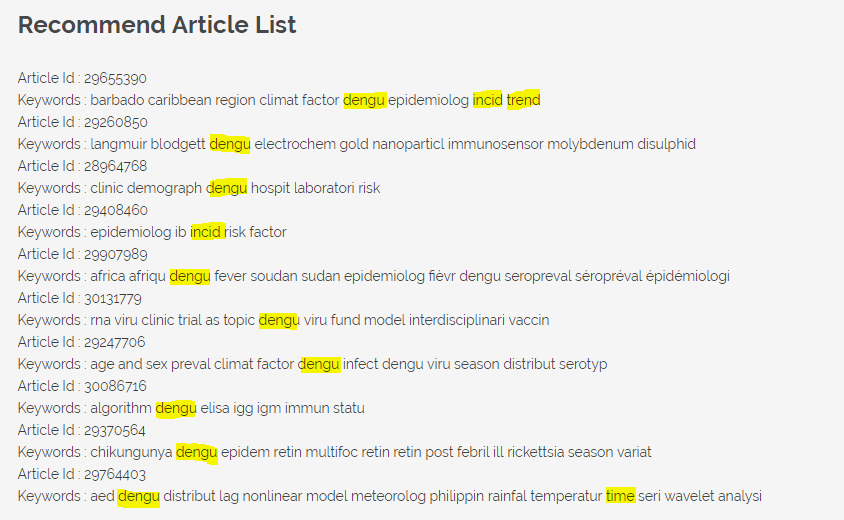 Recommend Article List
Article Id : 29655390
Keywords : barbado caribbean region climat factor dengu epidemiolog incid trend
Article Id : 29260850
Keywords : langmuir blodgett dengu electrochem gold nanoparticl immunosensor molybdenum disulphid
Article Id : 28964768
Keywords : clinic demograph dengu hospit laboratori risk
Article Id : 29408460
Keywords : epidemiolog ib incid risk factor
Article Id : 29907989
Keywords : africa afriqu dengu fever soudan sudan epidemiolog fiévr dengu seropreval séropréval épidémiologi
Article Id : 30131779
Keywords : rna viru clinic trial as topic dengu viru fund model interdisciplinari vaccin
Article Id : 29247706
Keywords : age and sex preval climat factor dengu infect dengu viru season distribut serotyp
Article Id : 30086716
Keywords : algorithm dengu elisa igg igm immun statu
Article Id : 29370564
Keywords : chikungunya dengu epidem retin multifoc retin retin post febril ill rickettsia season variat
Article Id : 29764403
Keywords : aed dengu distribut lag nonlinear model meteorolog philippin rainfal temperatur time seri wavelet analysi